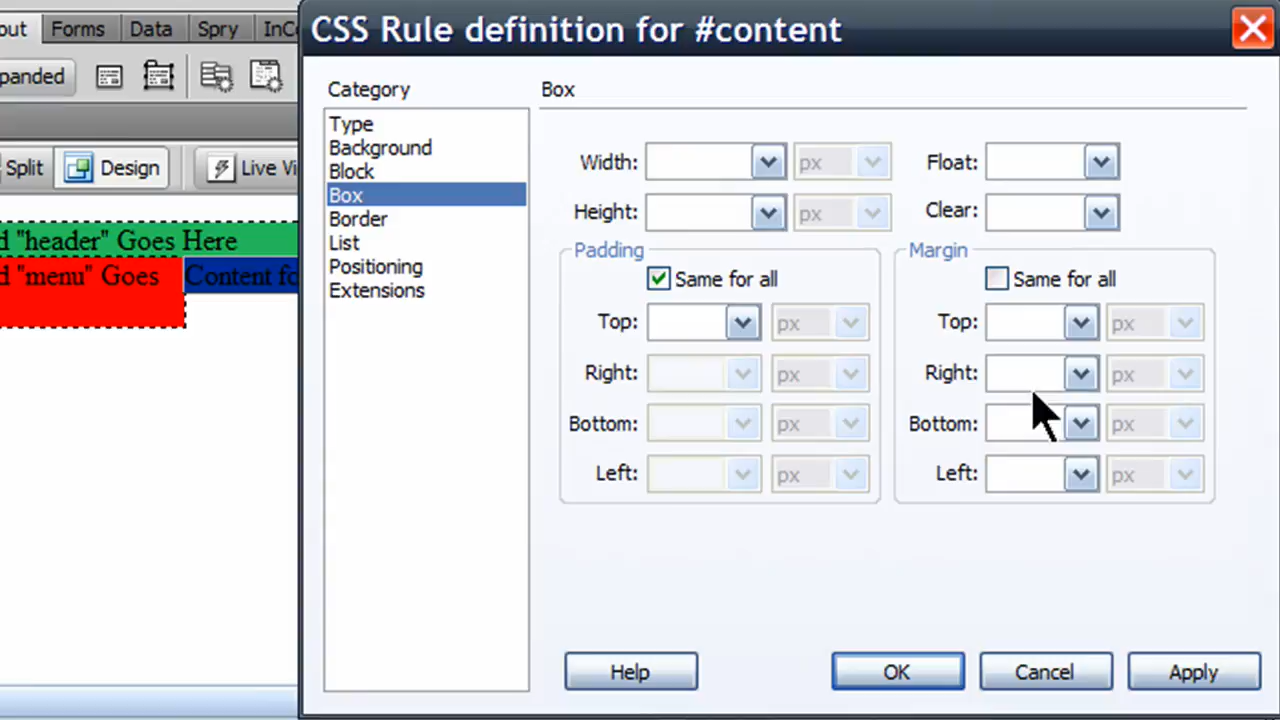 CSS Rule definition for #content
out Forms Data Spry InC
panded
Split Design Live Vi
d "header" Goes Here
d "menu" Goes Content fo
Category
Type
Background
Block
Box
Border
List
Positioning
Extensions
Box
Width: px Float:
Height: px Clear:
Padding
Same for all
Top: px
Right: px
Bottom: px
Left: px
Margin
Same for all
Top: px
Right: px
Bottom: px
Left: px
Help OK Cancel Apply